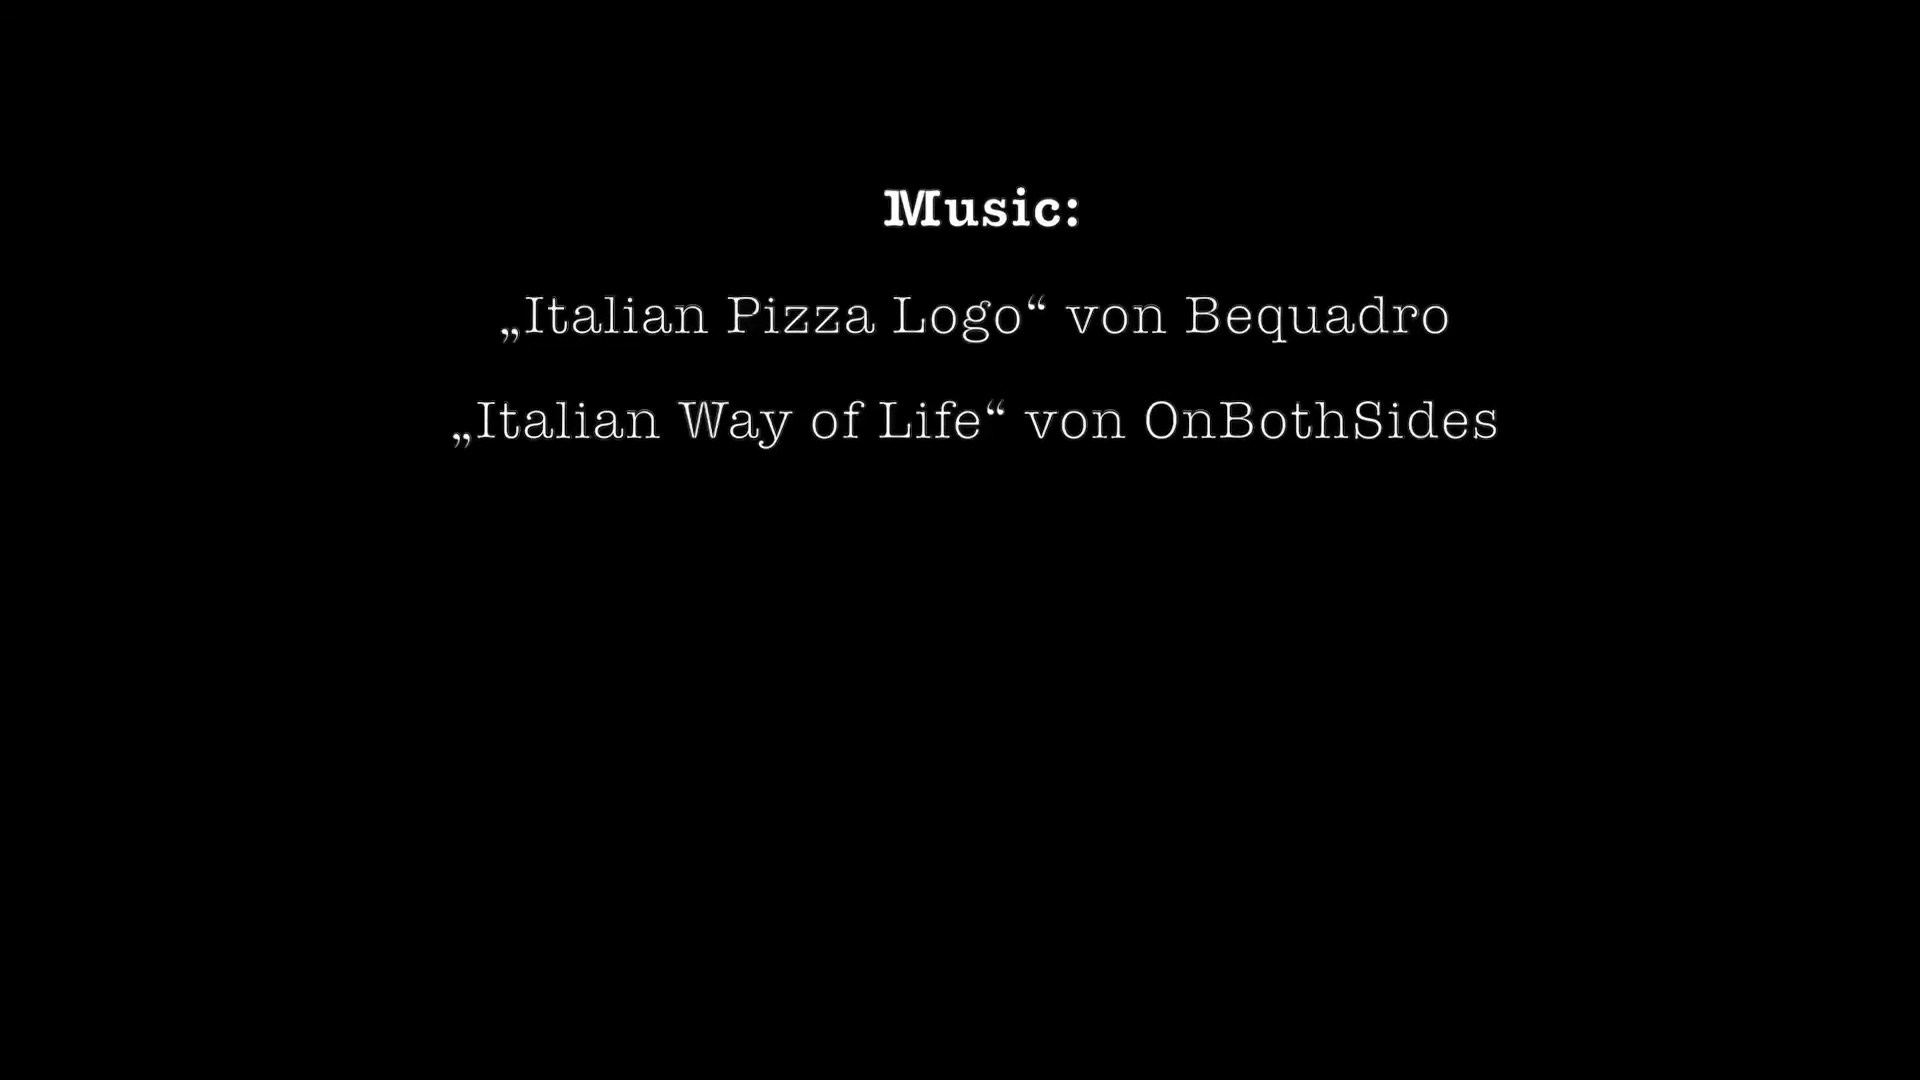 Music:
„Italian Pizza Logo“ von Bequadro
„Italian Way of Life“ von OnBothSides